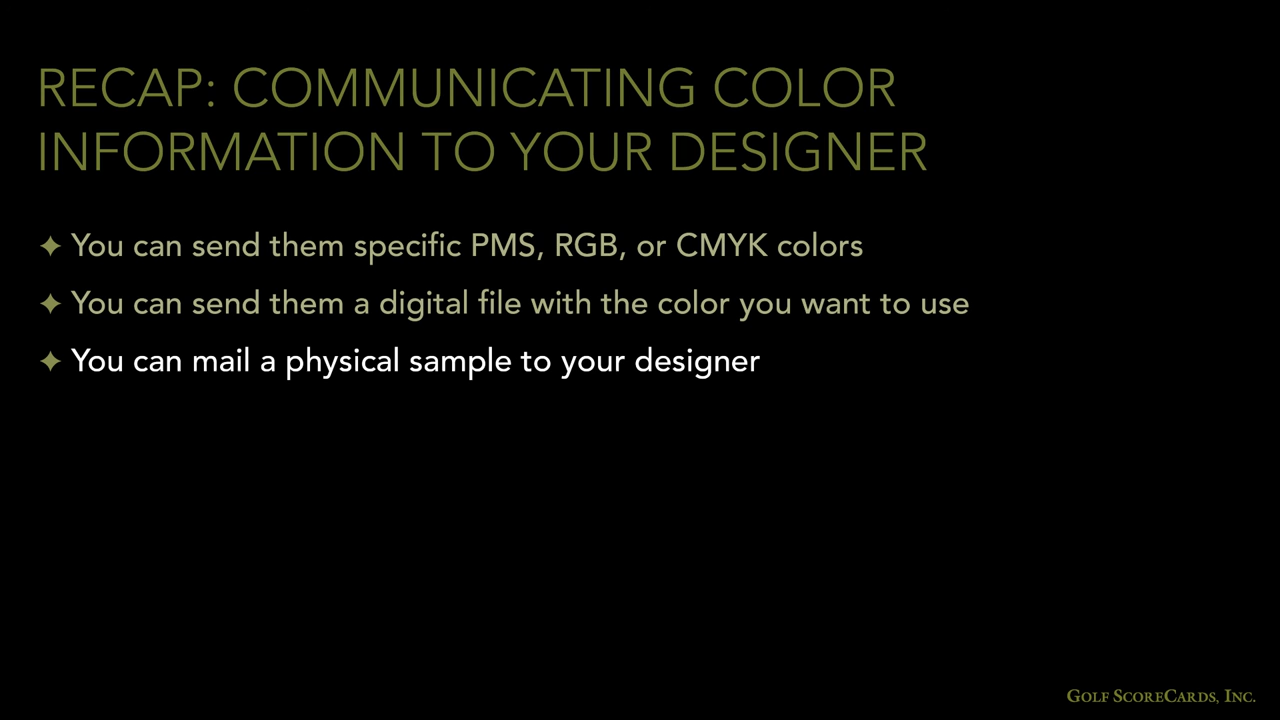 RECAP: COMMUNICATING COLOR
INFORMATION TO YOUR DESIGNER
✦ You can send them specific PMS, RGB, or CMYK colors
✦ You can send them a digital file with the color you want to use
✦ You can mail a physical sample to your designer
Golf ScoreCards, Inc.